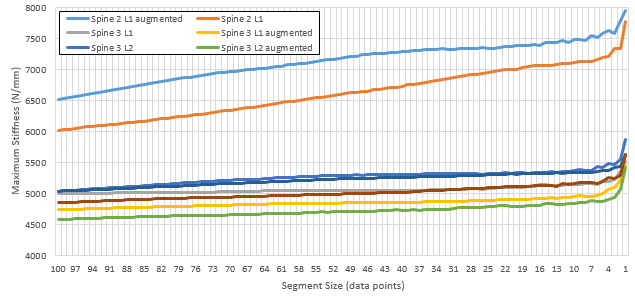 8000
Spine 2 L1 augmented Spine 2 L1
Spine 3 L1 Spine 3 L1 augmented
Spine 3 L2 Spine 3 L2 augmented
7500
7000
6500
6000
5500
5000
4500
4000
Maximum Stiffness (N/mm)
100 97 94 91 88 85 82 79 76 73 70 67 64 61 58 55 52 49 46 43 40 37 34 31 28 25 22 19 16 13 10 7 4 1
Segment Size (data points)